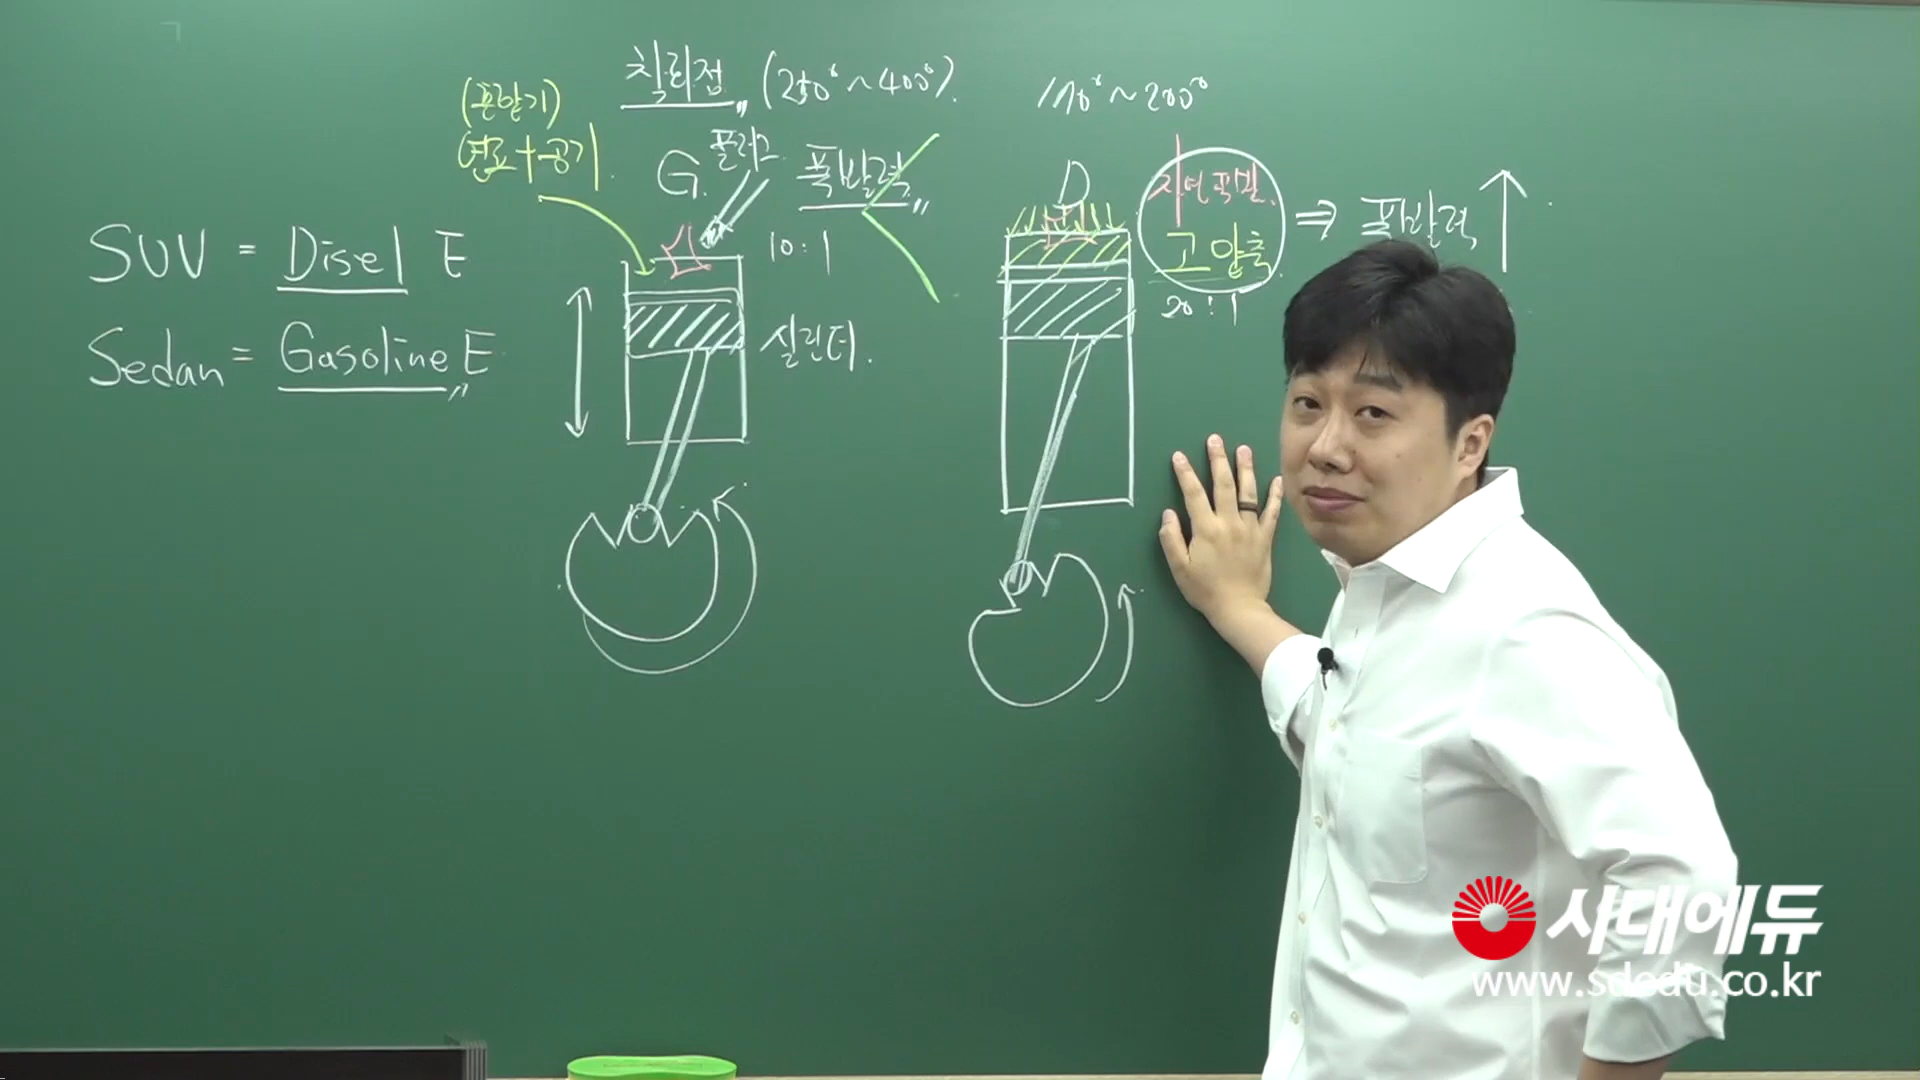 SUV = Disel E
Sedan = Gasoline E
(혼합기)
연료+공기
착화점 (250°~400°)
G. 플러그 폭발력
10:1
실린더.
170°~200°
D
자연폭발.
고압축
20:1
⇒ 폭발력 ↑
시대에듀
www.sdedu.co.kr